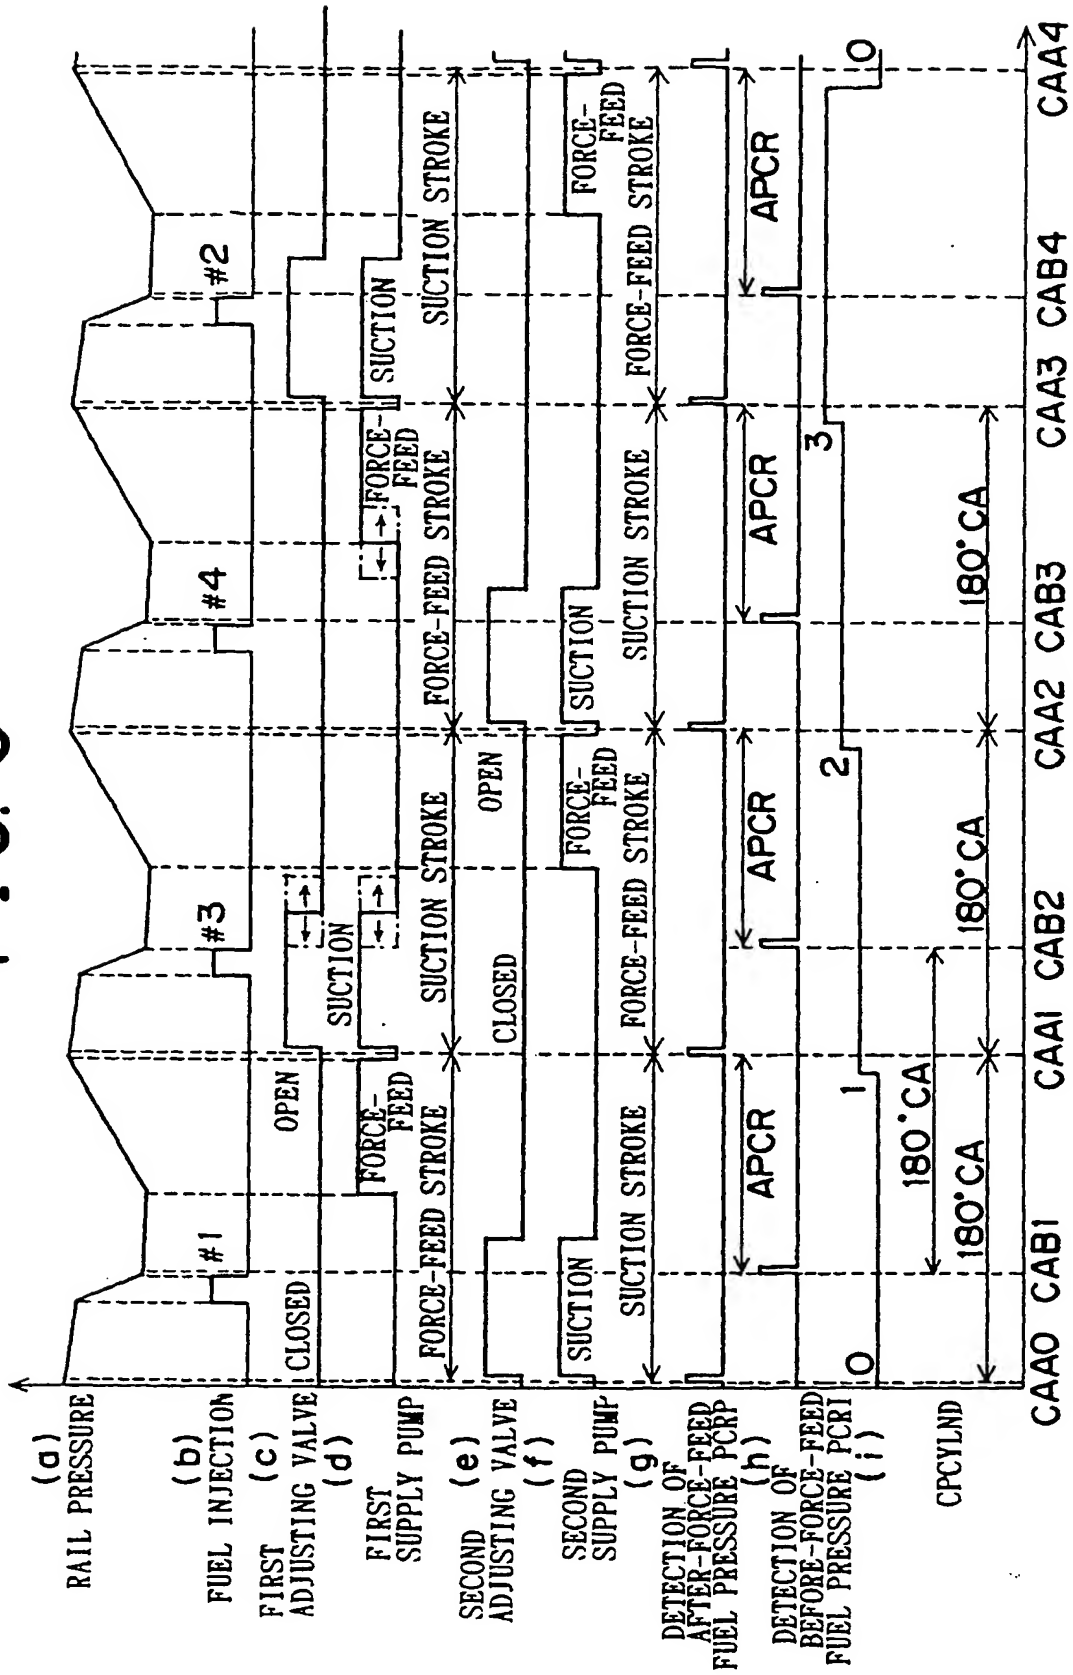 (a)
RAIL PRESSURE
(b)
FUEL INJECTION
#1
#3
#4
#2
(c)
FIRST
ADJUSTING VALVE
CLOSED
OPEN
(d)
FIRST
SUPPLY PUMP
FORCE-
FEED
SUCTION
FORCE-
FEED
SUCTION
FORCE-FEED STROKE
SUCTION STROKE
FORCE-FEED STROKE
SUCTION STROKE
(e)
SECOND
ADJUSTING VALVE
CLOSED
OPEN
(f)
SECOND
SUPPLY PUMP
SUCTION
FORCE-
FEED
SUCTION
FORCE-
FEED
SUCTION STROKE
FORCE-FEED STROKE
SUCTION STROKE
FORCE-FEED STROKE
(g)
DETECTION OF
AFTER-FORCE-FEED
FUEL PRESSURE PCRP
APCR
APCR
APCR
APCR
(h)
DETECTION OF
BEFORE-FORCE-FEED
FUEL PRESSURE PCRI
(i)
CPCYLND
0
1
2
3
0
180°CA
180°CA
180°CA
180°CA
CAA0 CAB1 CAA1 CAB2 CAA2 CAB3 CAA3 CAB4 CAA4